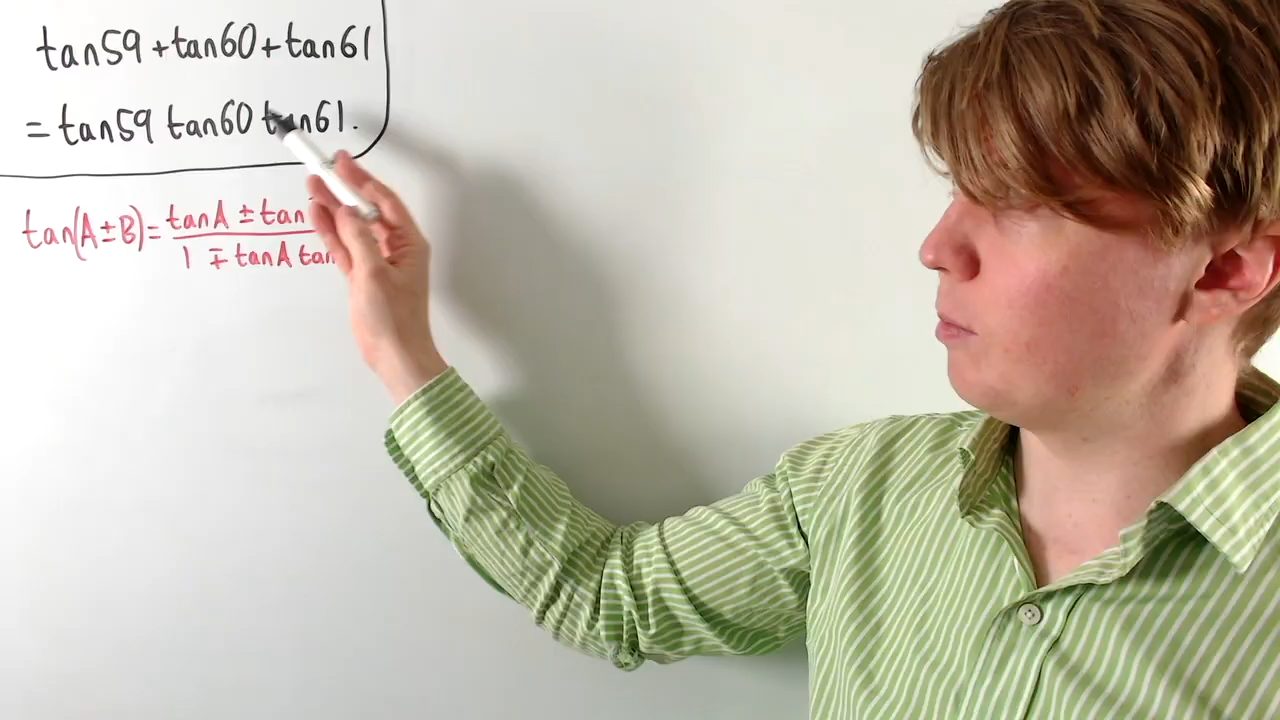 tan59 + tan60 + tan61
= tan59 tan60 tan61.
tan(A±B) = tanA ± tan
1 ∓ tanA tan